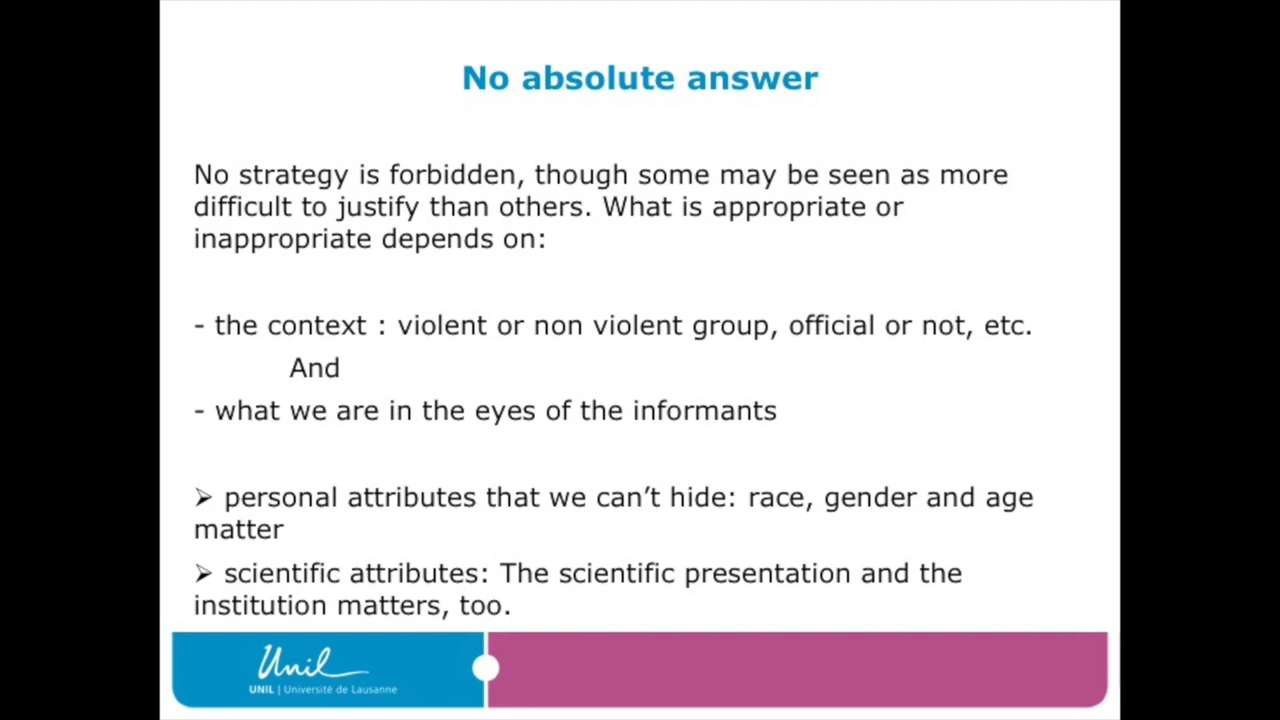 No absolute answer
No strategy is forbidden, though some may be seen as more
difficult to justify than others. What is appropriate or
inappropriate depends on:
- the context : violent or non violent group, official or not, etc.
And
- what we are in the eyes of the informants
➢ personal attributes that we can’t hide: race, gender and age
matter
➢ scientific attributes: The scientific presentation and the
institution matters, too.
Unil
UNIL | Université de Lausanne